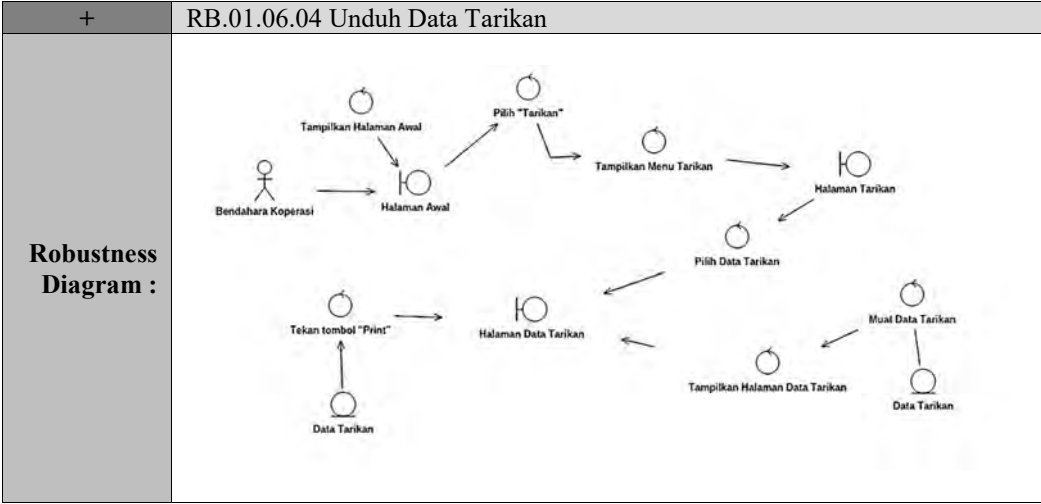 +
RB.01.06.04 Unduh Data Tarikan
Robustness
Diagram :
Tampilkan Halaman Awal
Pilih "Tarikan"
Tampilkan Menu Tarikan
Halaman Tarikan
Bendahara Koperasi
Halaman Awal
Pilih Data Tarikan
Tekan tombol "Print"
Halaman Data Tarikan
Muat Data Tarikan
Tampilkan Halaman Data Tarikan
Data Tarikan
Data Tarikan